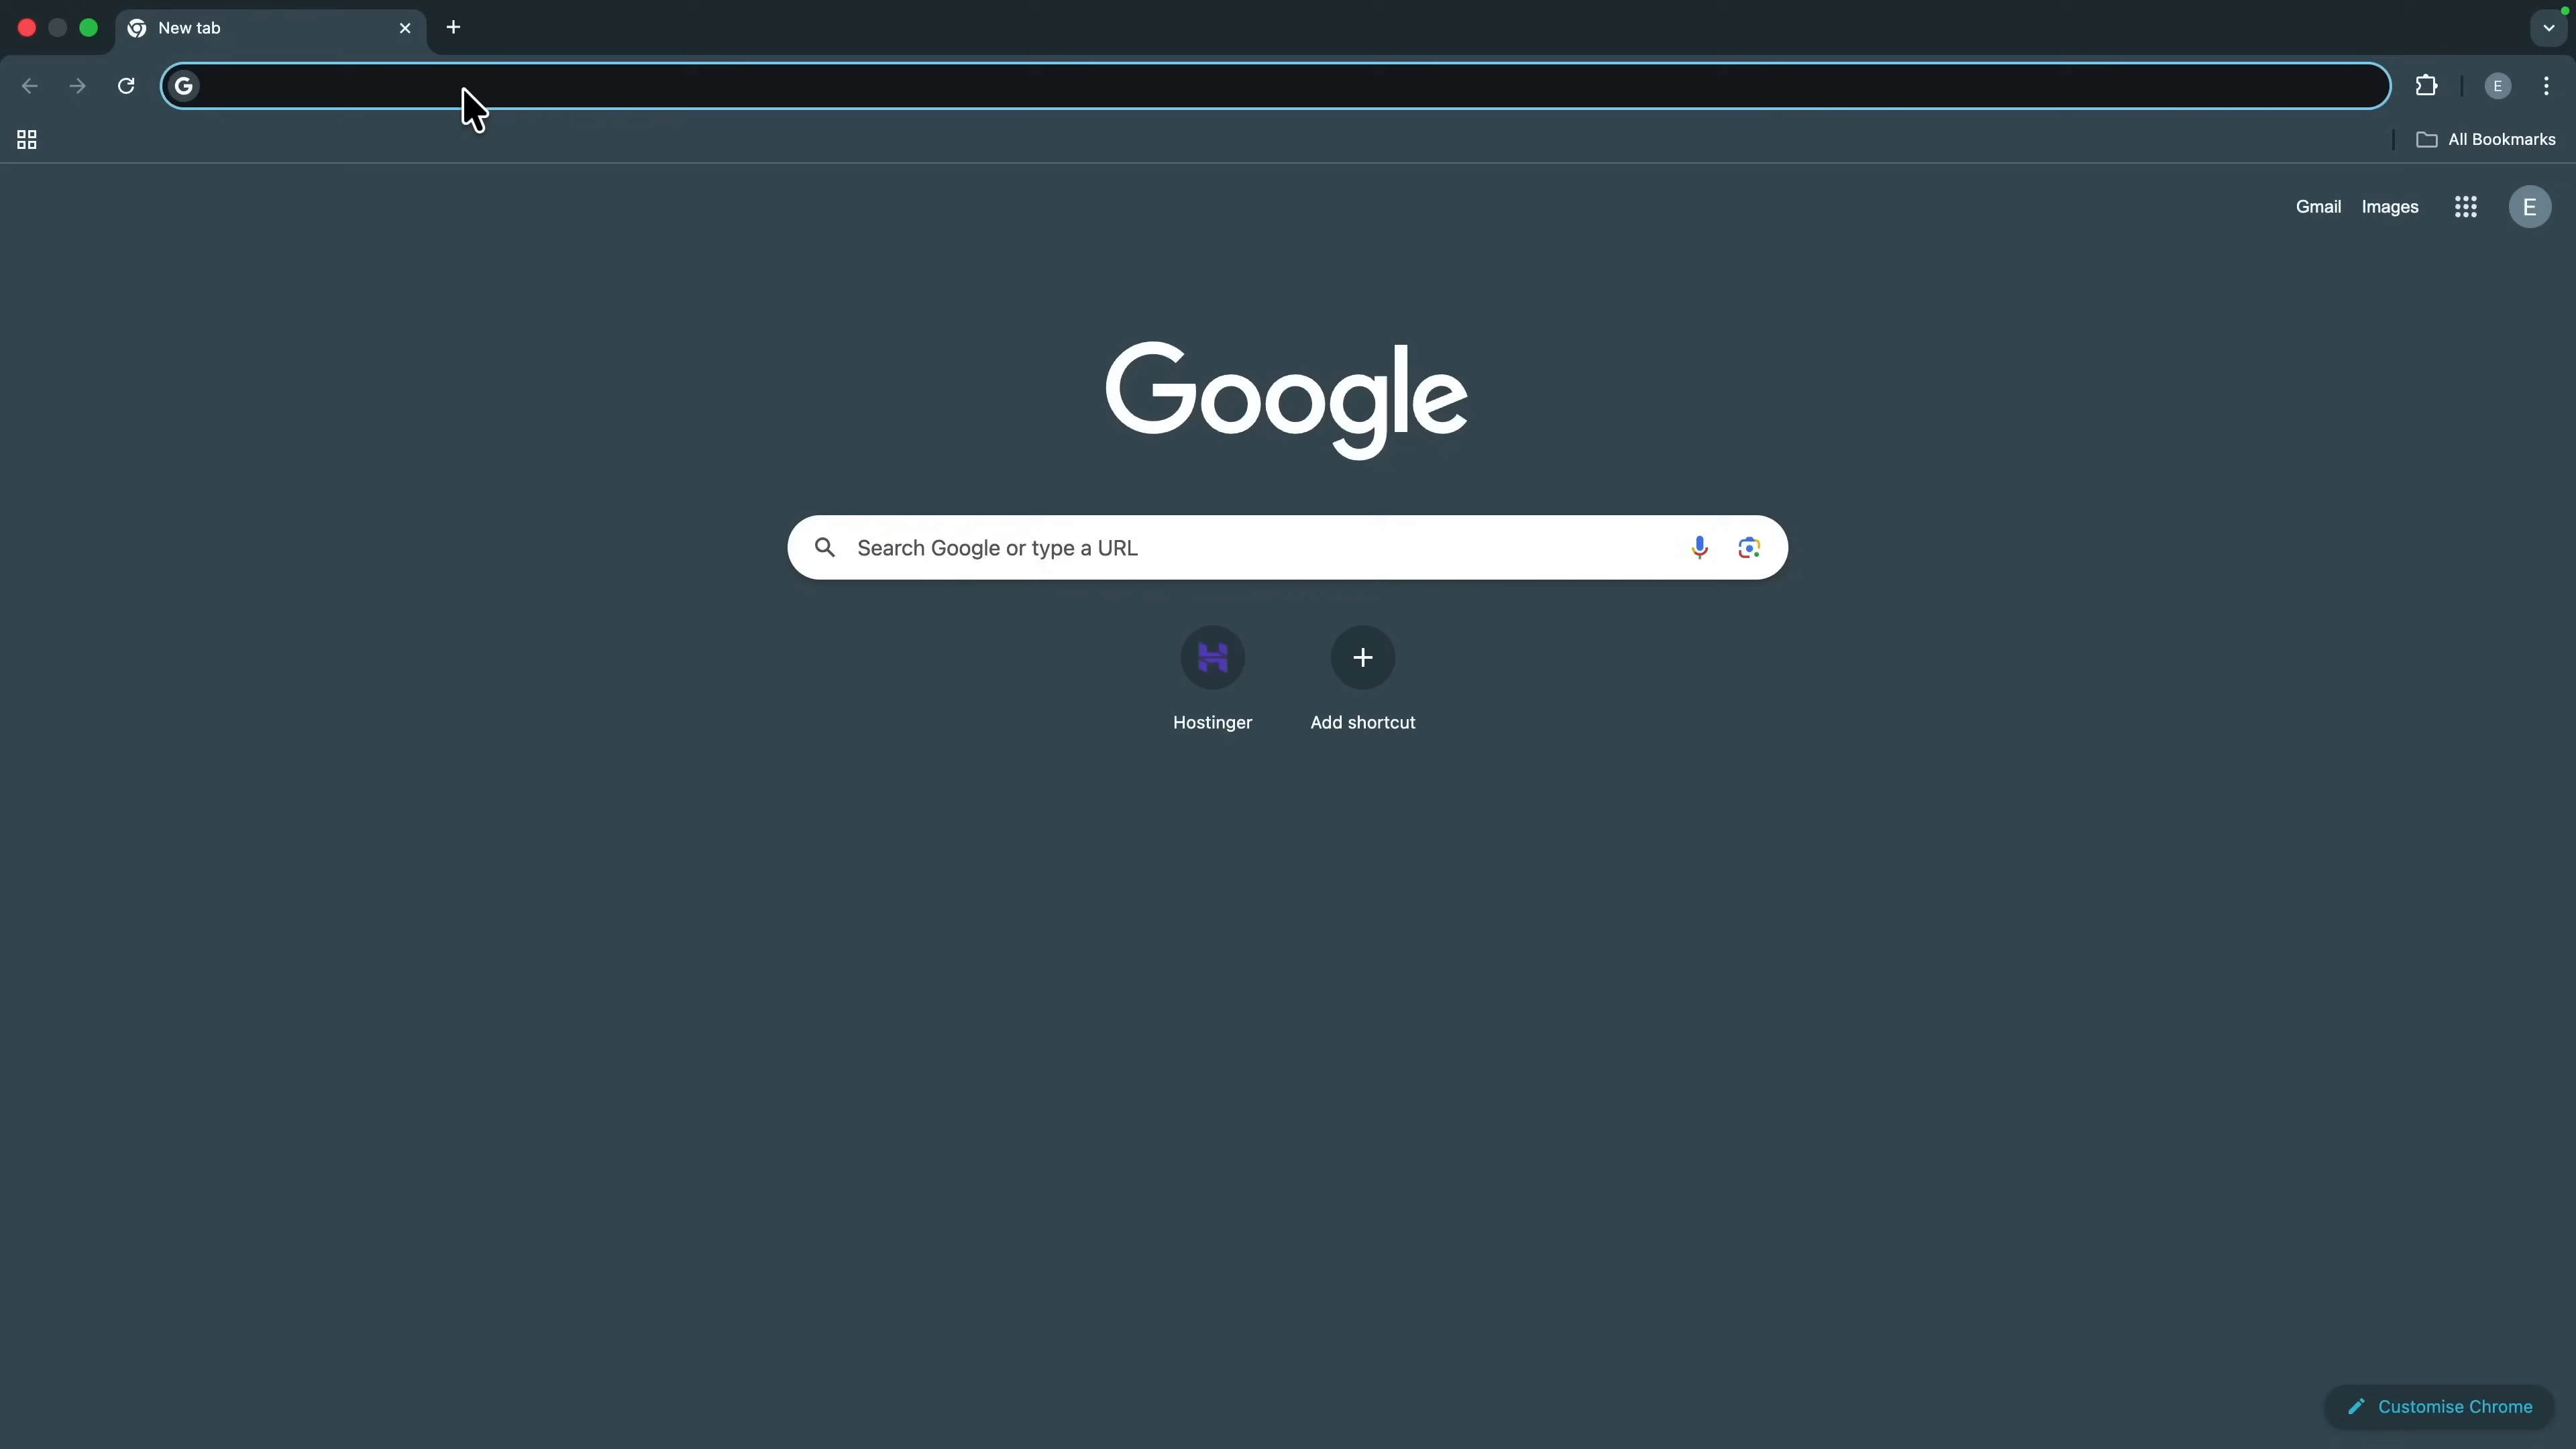 New tab
G
E
All Bookmarks
Gmail Images
E
Google
Search Google or type a URL
Hostinger Add shortcut
Customise Chrome